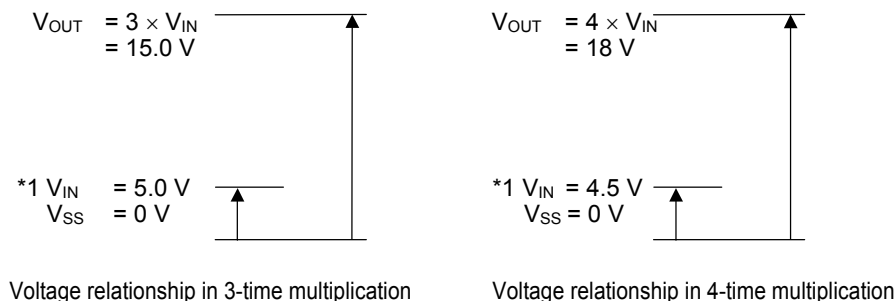 VOUT = 3 × VIN
= 15.0 V
*1 VIN = 5.0 V
VSS = 0 V
Voltage relationship in 3-time multiplication
VOUT = 4 × VIN
= 18 V
*1 VIN = 4.5 V
VSS = 0 V
Voltage relationship in 4-time multiplication